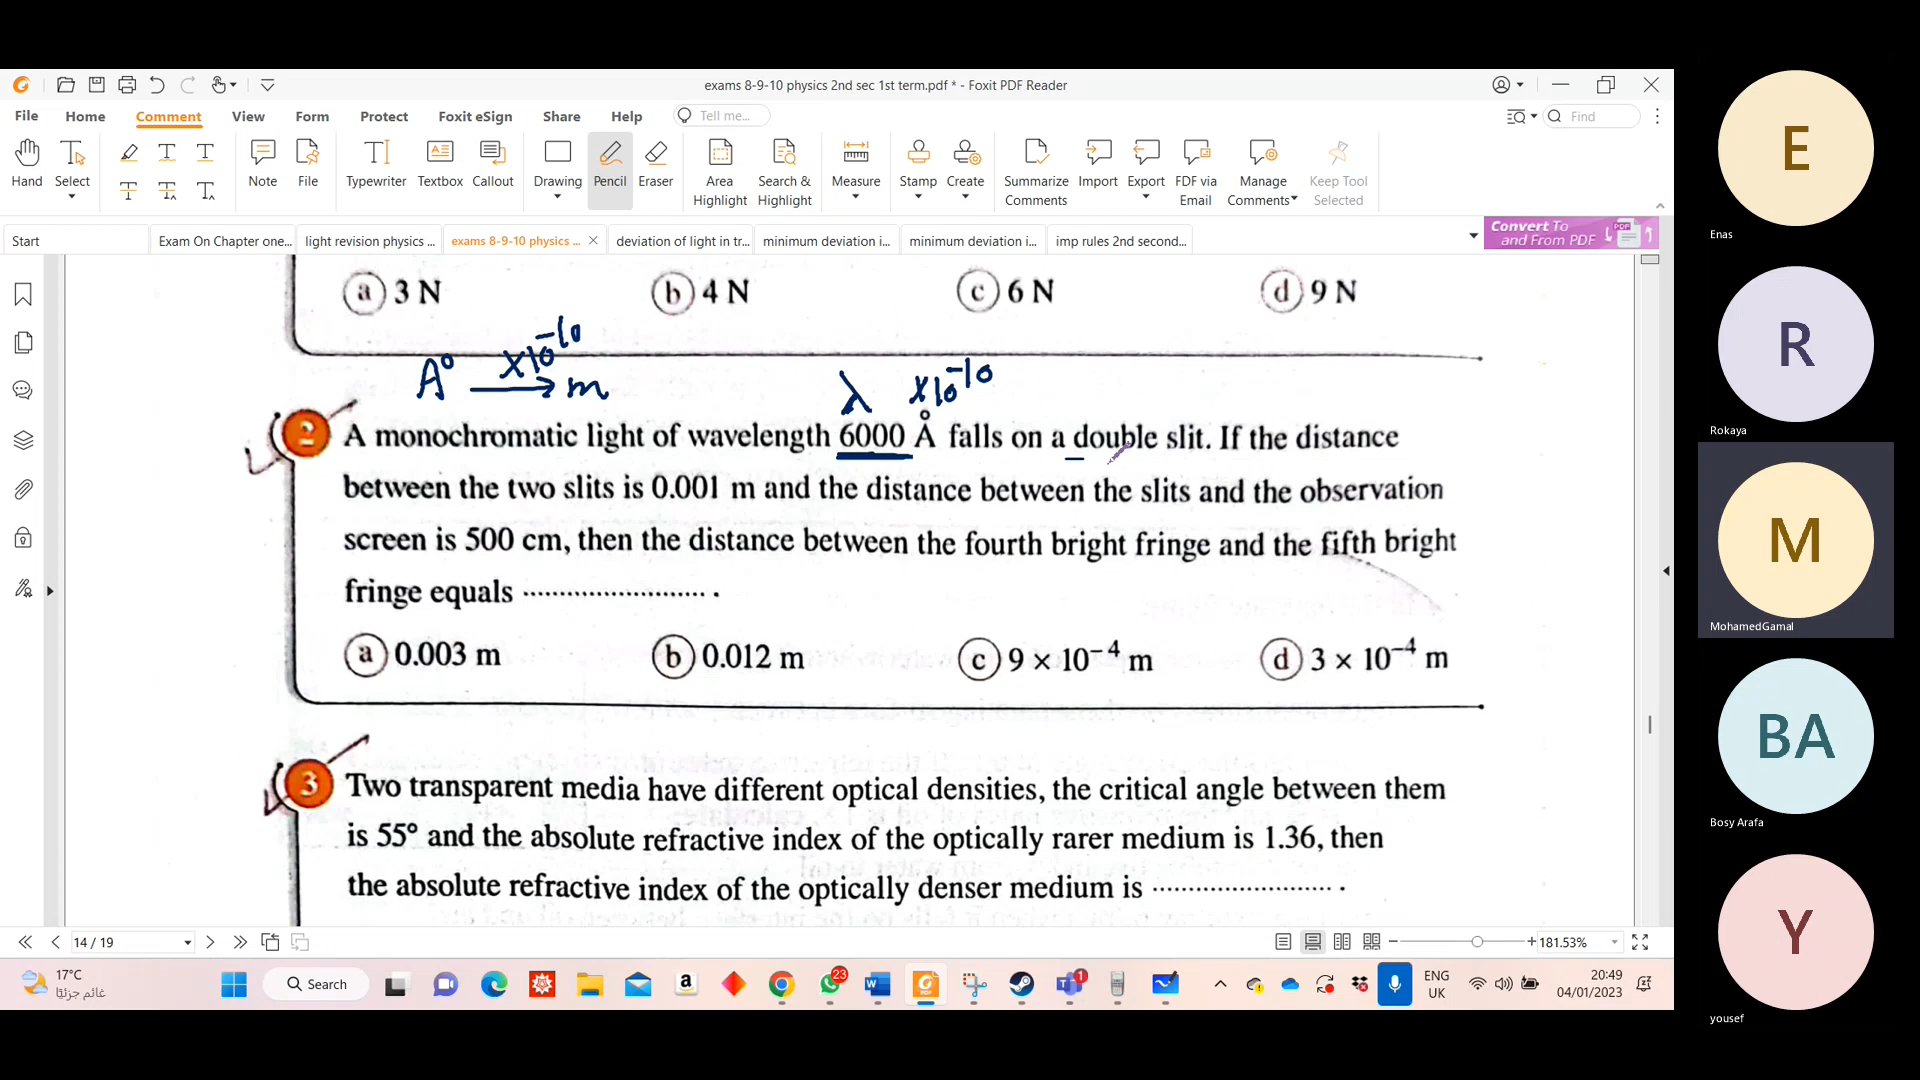 exams 8-9-10 physics 2nd sec 1st term.pdf * - Foxit PDF Reader
File Home Comment View Form Protect Foxit eSign Share Help Tell me... Find
Hand Select Note File Typewriter Textbox Callout Drawing Pencil Eraser Area Highlight Search & Highlight Measure Stamp Create Summarize Comments Import Export FDF via Email Manage Comments Keep Tool Selected
Start Exam On Chapter one... light revision physics ... exams 8-9-10 physics ... deviation of light in tr... minimum deviation i... minimum deviation i... imp rules 2nd second... Convert To and From PDF PDF
a 3 N b 4 N c 6 N d 9 N
A° ×10⁻¹⁰ m λ ×10⁻¹⁰
2 A monochromatic light of wavelength 6000 Å falls on a double slit. If the distance
between the two slits is 0.001 m and the distance between the slits and the observation
screen is 500 cm, then the distance between the fourth bright fringe and the fifth bright
fringe equals ........................ .
a 0.003 m b 0.012 m c 9 × 10⁻⁴ m d 3 × 10⁻⁴ m
3 Two transparent media have different optical densities, the critical angle between them
is 55° and the absolute refractive index of the optically rarer medium is 1.36, then
the absolute refractive index of the optically denser medium is ........................ .
14 / 19 181.53%
17°C
غائم جزئيًا
Search 23 1 ENG UK 20:49 04/01/2023
E
Enas
R
Rokaya
M
MohamedGamal
BA
Bosy Arafa
Y
yousef